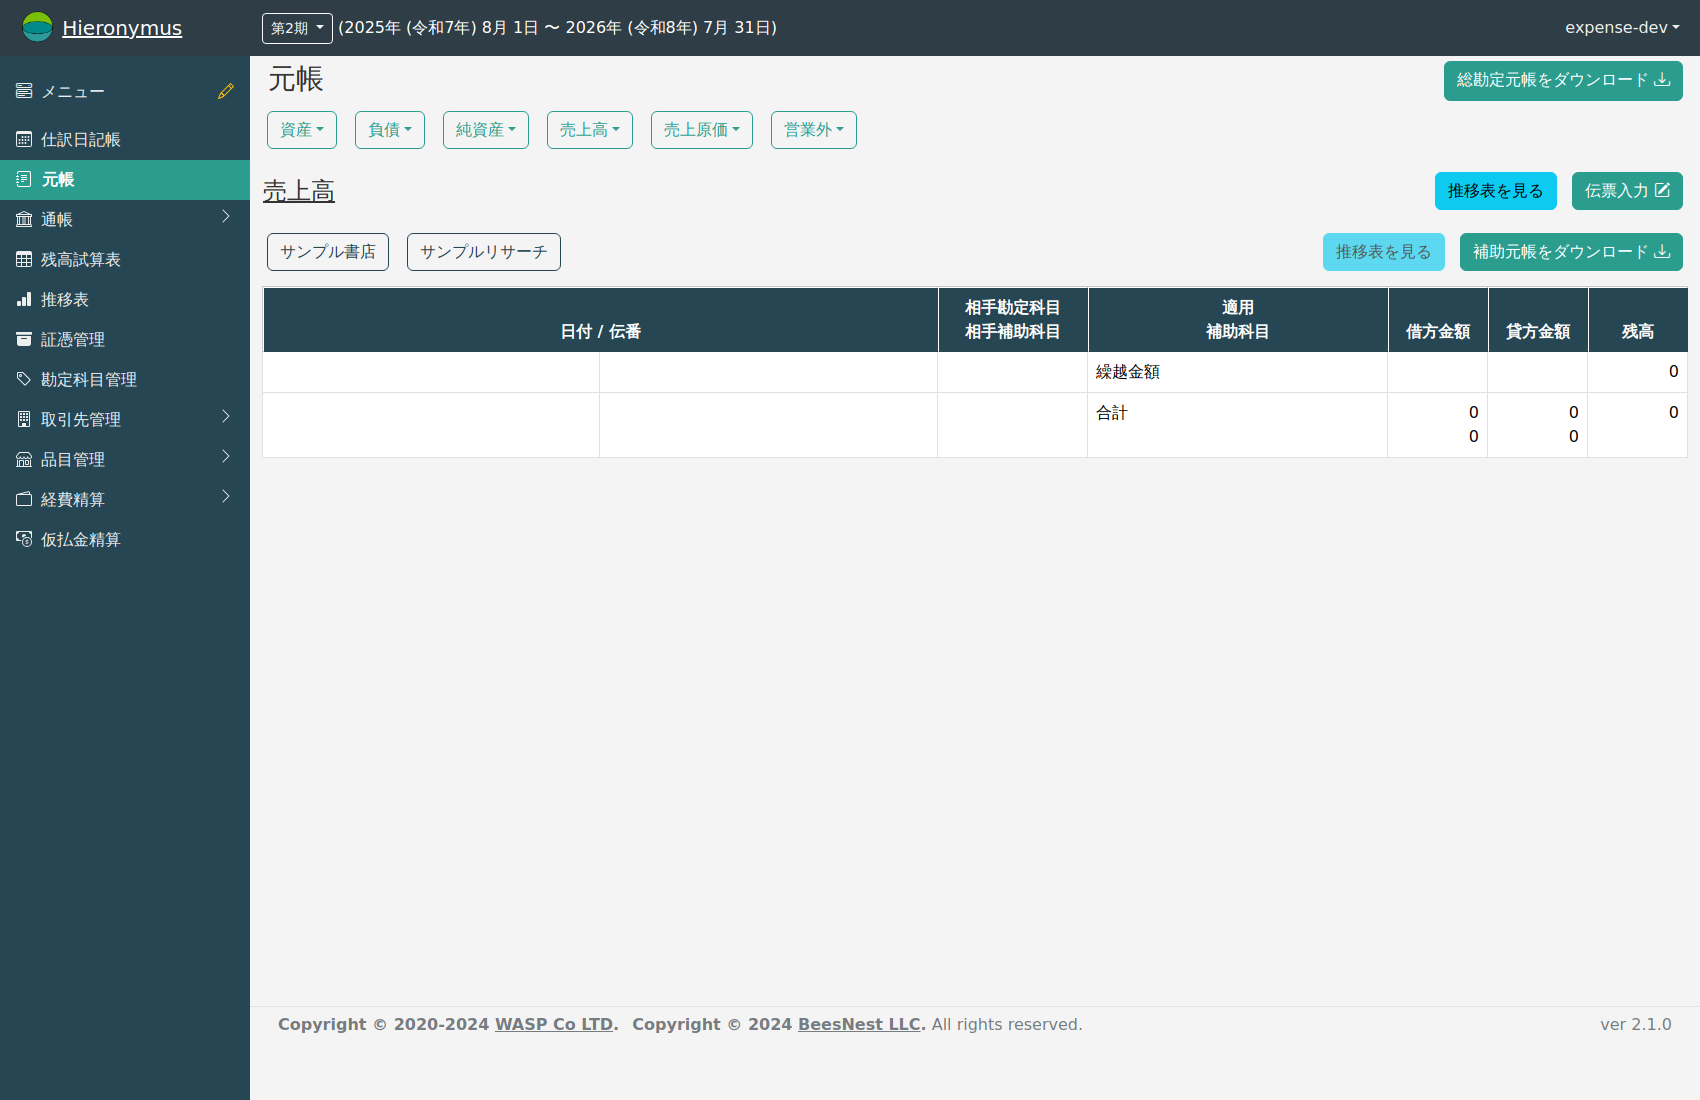 Hieronymus
第2期 (2025年 (令和7年) 8月 1日 〜 2026年 (令和8年) 7月 31日)
expense-dev
メニュー
仕訳日記帳
元帳
通帳
残高試算表
推移表
証憑管理
勘定科目管理
取引先管理
品目管理
経費精算
仮払金精算
元帳
総勘定元帳をダウンロード
資産 負債 純資産 売上高 売上原価 営業外
売上高
推移表を見る 伝票入力
サンプル書店 サンプルリサーチ
推移表を見る 補助元帳をダウンロード
日付 / 伝番
相手勘定科目
相手補助科目
適用
補助科目
借方金額
貸方金額
残高
繰越金額 0
合計 0 0 0
0 0
Copyright © 2020-2024 WASP Co LTD. Copyright © 2024 BeesNest LLC. All rights reserved.
ver 2.1.0